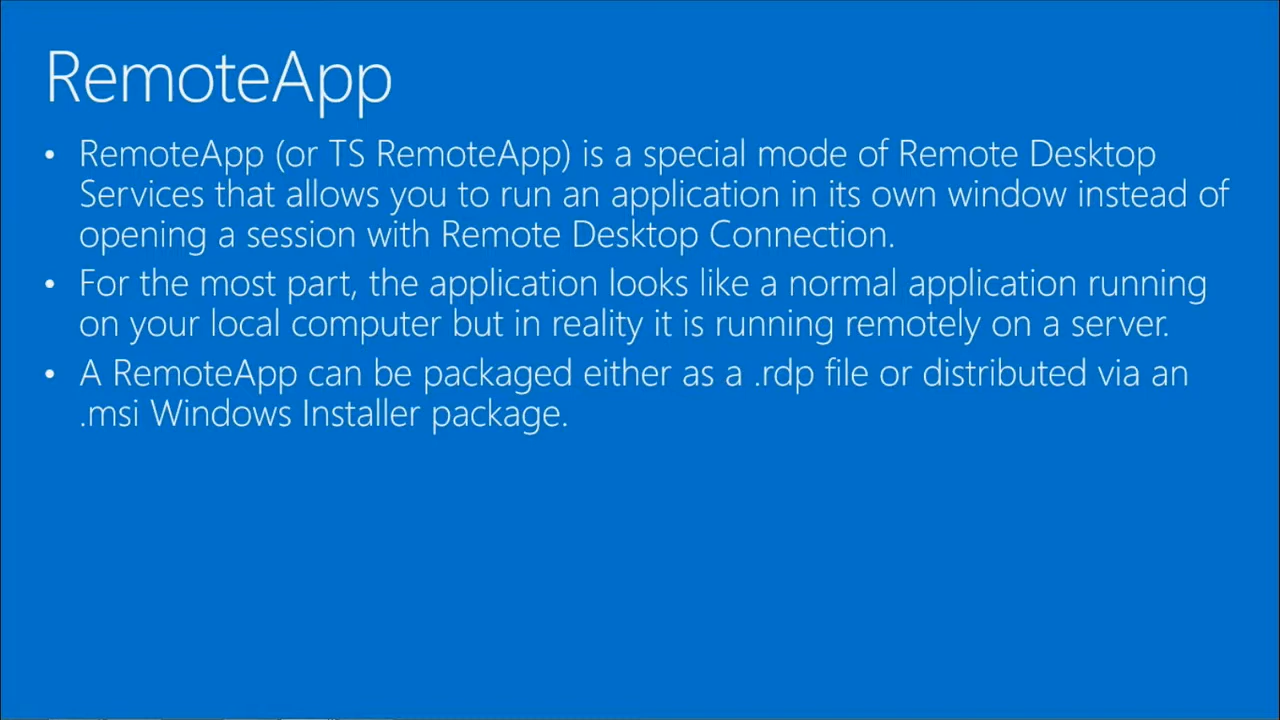 RemoteApp
• RemoteApp (or TS RemoteApp) is a special mode of Remote Desktop
Services that allows you to run an application in its own window instead of
opening a session with Remote Desktop Connection.
• For the most part, the application looks like a normal application running
on your local computer but in reality it is running remotely on a server.
• A RemoteApp can be packaged either as a .rdp file or distributed via an
.msi Windows Installer package.